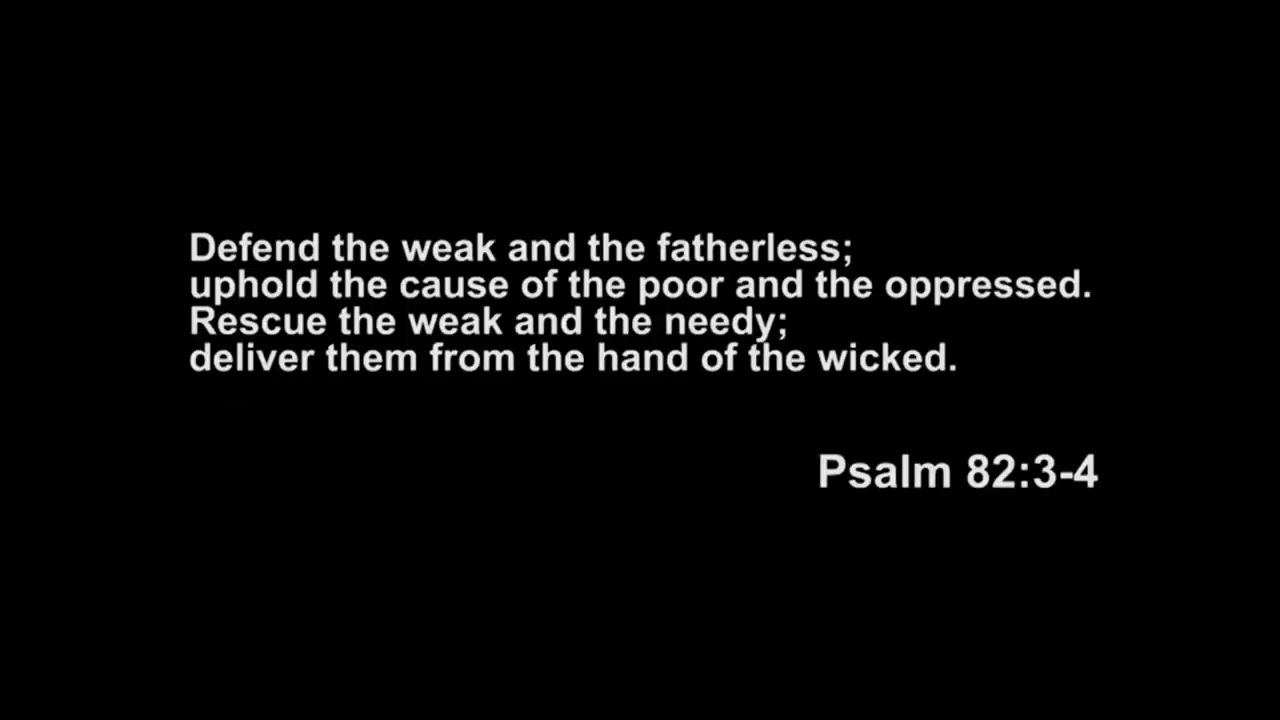 Defend the weak and the fatherless;
uphold the cause of the poor and the oppressed.
Rescue the weak and the needy;
deliver them from the hand of the wicked.
Psalm 82:3-4